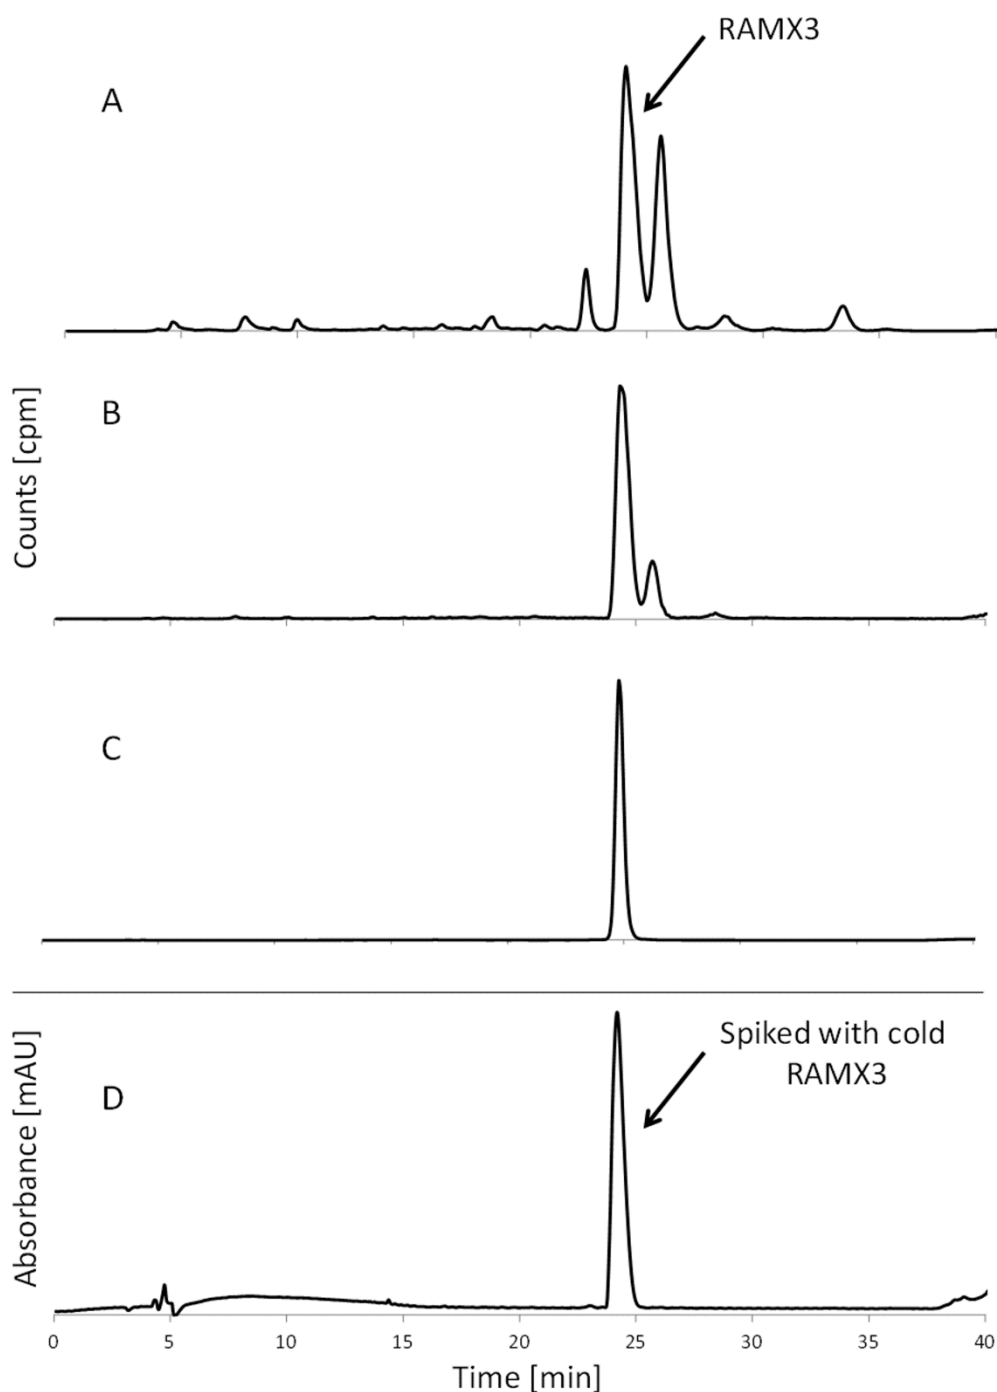 RAMX3
A
B
Counts [cpm]
C
Spiked with cold
RAMX3
D
Absorbance [mAU]
0 5 10 15 20 25 30 35 40
Time [min]